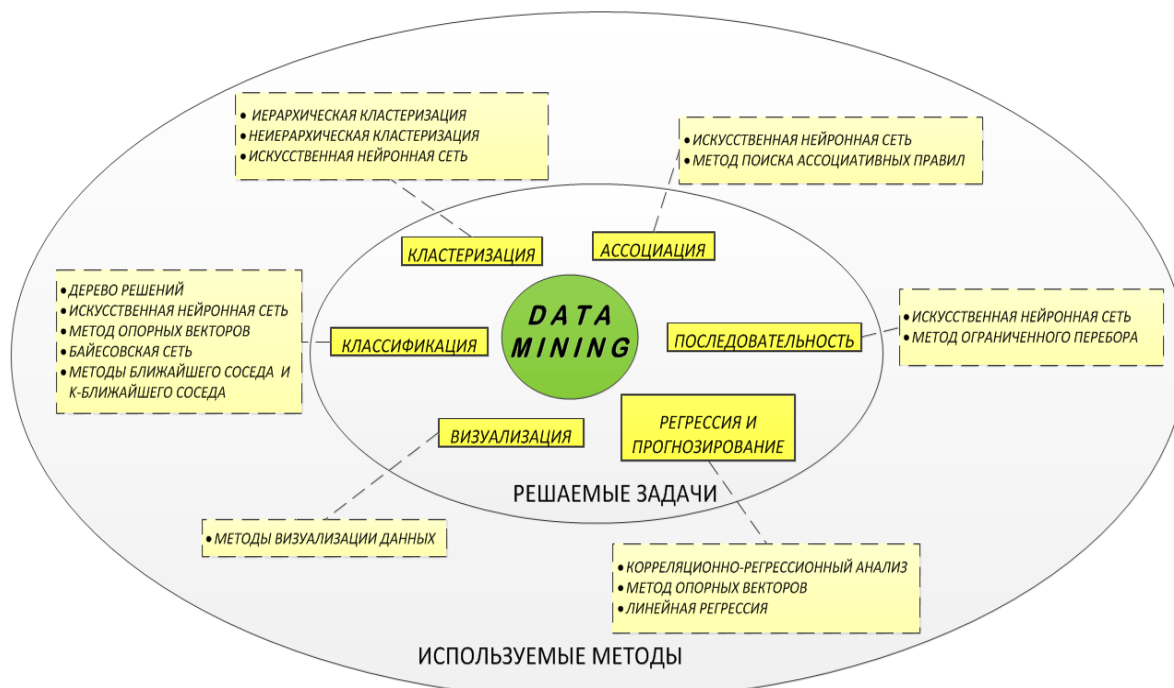 • ИЕРАРХИЧЕСКАЯ КЛАСТЕРИЗАЦИЯ
• НЕИЕРАРХИЧЕСКАЯ КЛАСТЕРИЗАЦИЯ
• ИСКУССТВЕННАЯ НЕЙРОННАЯ СЕТЬ
• ИСКУССТВЕННАЯ НЕЙРОННАЯ СЕТЬ
• МЕТОД ПОИСКА АССОЦИАТИВНЫХ ПРАВИЛ
КЛАСТЕРИЗАЦИЯ
АССОЦИАЦИЯ
• ДЕРЕВО РЕШЕНИЙ
• ИСКУССТВЕННАЯ НЕЙРОННАЯ СЕТЬ
• МЕТОД ОПОРНЫХ ВЕКТОРОВ
• БАЙЕСОВСКАЯ СЕТЬ
• МЕТОДЫ БЛИЖАЙШЕГО СОСЕДА И
К-БЛИЖАЙШЕГО СОСЕДА
КЛАССИФИКАЦИЯ
DATA
MINING
ПОСЛЕДОВАТЕЛЬНОСТЬ
• ИСКУССТВЕННАЯ НЕЙРОННАЯ СЕТЬ
• МЕТОД ОГРАНИЧЕННОГО ПЕРЕБОРА
ВИЗУАЛИЗАЦИЯ
РЕГРЕССИЯ И
ПРОГНОЗИРОВАНИЕ
РЕШАЕМЫЕ ЗАДАЧИ
• МЕТОДЫ ВИЗУАЛИЗАЦИИ ДАННЫХ
• КОРРЕЛЯЦИОННО-РЕГРЕССИОННЫЙ АНАЛИЗ
• МЕТОД ОПОРНЫХ ВЕКТОРОВ
• ЛИНЕЙНАЯ РЕГРЕССИЯ
ИСПОЛЬЗУЕМЫЕ МЕТОДЫ